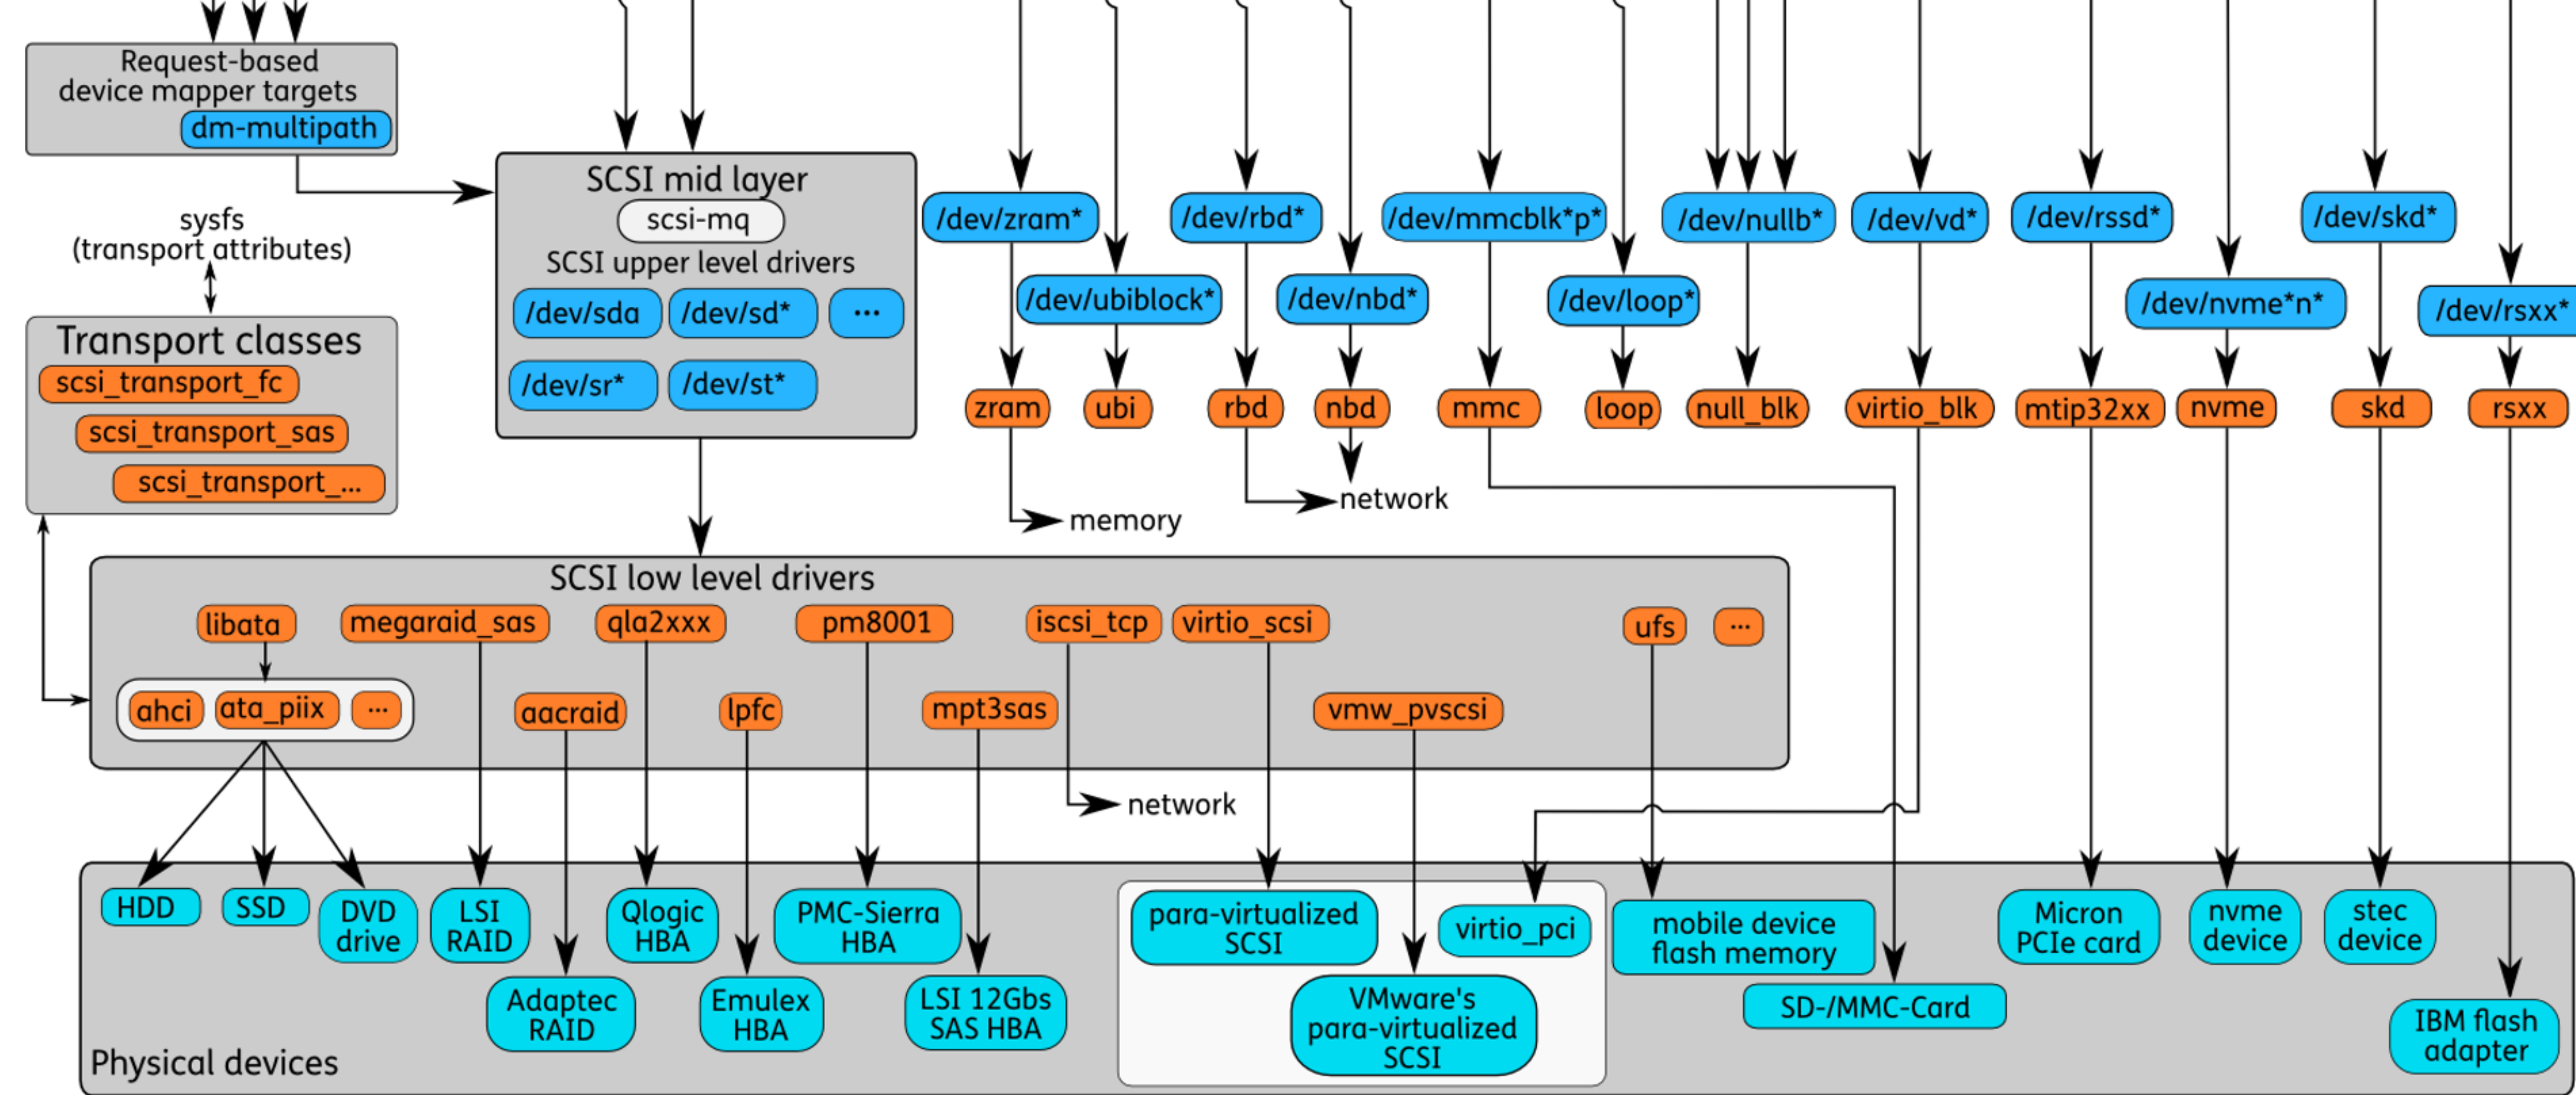 Request-based
device mapper targets
dm-multipath
sysfs
(transport attributes)
Transport classes
scsi_transport_fc
scsi_transport_sas
scsi_transport_...
SCSI mid layer
scsi-mq
SCSI upper level drivers
/dev/sda
/dev/sd*
...
/dev/sr*
/dev/st*
/dev/zram*
/dev/rbd*
/dev/mmcblk*p*
/dev/nullb*
/dev/vd*
/dev/rssd*
/dev/skd*
/dev/ubiblock*
/dev/nbd*
/dev/loop*
/dev/nvme*n*
/dev/rsxx*
zram
ubi
rbd
nbd
mmc
loop
null_blk
virtio_blk
mtip32xx
nvme
skd
rsxx
network
memory
SCSI low level drivers
libata
megaraid_sas
qla2xxx
pm8001
iscsi_tcp
virtio_scsi
ufs
...
ahci
ata_piix
...
aacraid
lpfc
mpt3sas
vmw_pvscsi
network
HDD
SSD
DVD
drive
LSI
RAID
Qlogic
HBA
PMC-Sierra
HBA
para-virtualized
SCSI
virtio_pci
mobile device
flash memory
Micron
PCIe card
nvme
device
stec
device
Adaptec
RAID
Emulex
HBA
LSI 12Gbs
SAS HBA
VMware's
para-virtualized
SCSI
SD-/MMC-Card
IBM flash
adapter
Physical devices